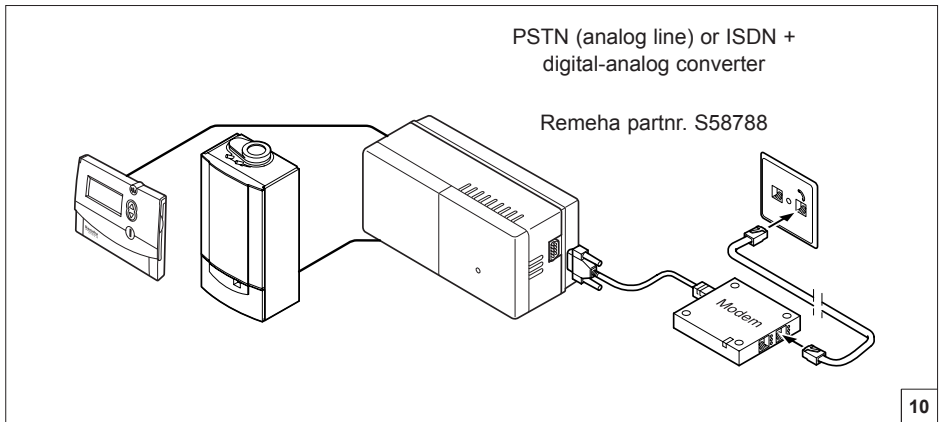 PSTN (analog line) or ISDN +
digital-analog converter
Remeha partnr. S58788
Modem
10